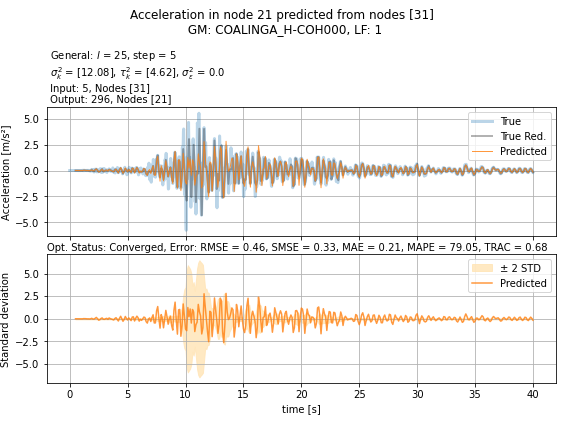 Acceleration in node 21 predicted from nodes [31]
GM: COALINGA_H-COH000, LF: 1
General: l = 25, step = 5
σ²ₖ = [12.08], τ²ₖ = [4.62], σ²ε = 0.0
Input: 5, Nodes [31]
Output: 296, Nodes [21]
Acceleration [m/s²]
5.0
2.5
0.0
−2.5
−5.0
True
True Red.
Predicted
Opt. Status: Converged, Error: RMSE = 0.46, SMSE = 0.33, MAE = 0.21, MAPE = 79.05, TRAC = 0.68
Standard deviation
5.0
2.5
0.0
−2.5
−5.0
± 2 STD
Predicted
0 5 10 15 20 25 30 35 40
time [s]